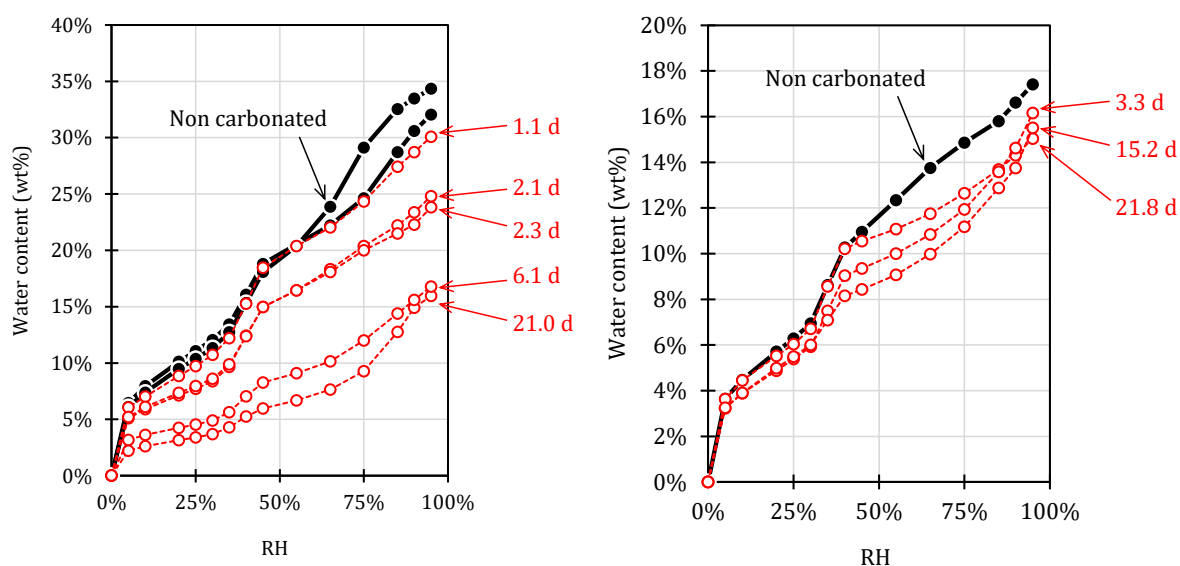 40%
35%
30%
25%
20%
15%
10%
5%
0%
Water content (wt%)
Non carbonated
1.1 d
2.1 d
2.3 d
6.1 d
21.0 d
0%
25%
50%
75%
100%
RH
20%
18%
16%
14%
12%
10%
8%
6%
4%
2%
0%
Water content (wt%)
Non carbonated
3.3 d
15.2 d
21.8 d
0%
25%
50%
75%
100%
RH